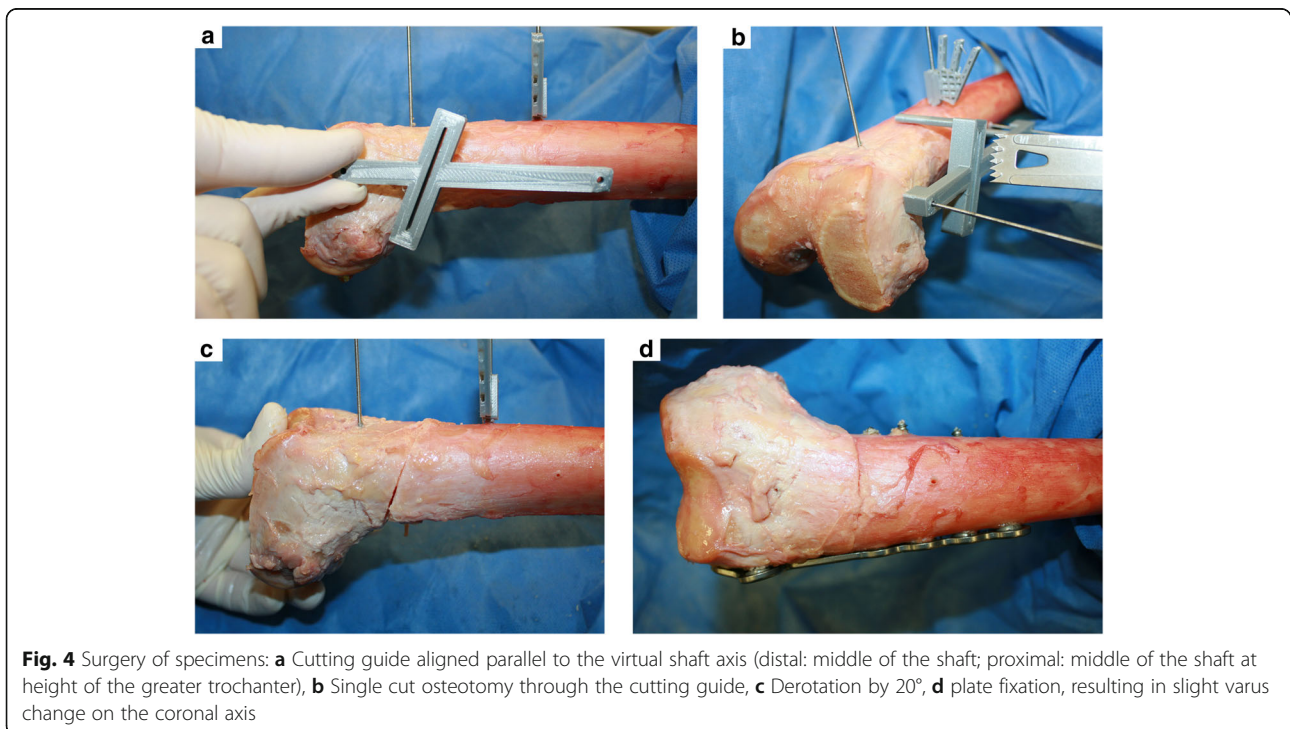 a
b
c
d
Fig. 4 Surgery of specimens: a Cutting guide aligned parallel to the virtual shaft axis (distal: middle of the shaft; proximal: middle of the shaft at
height of the greater trochanter), b Single cut osteotomy through the cutting guide, c Derotation by 20°, d plate fixation, resulting in slight varus
change on the coronal axis